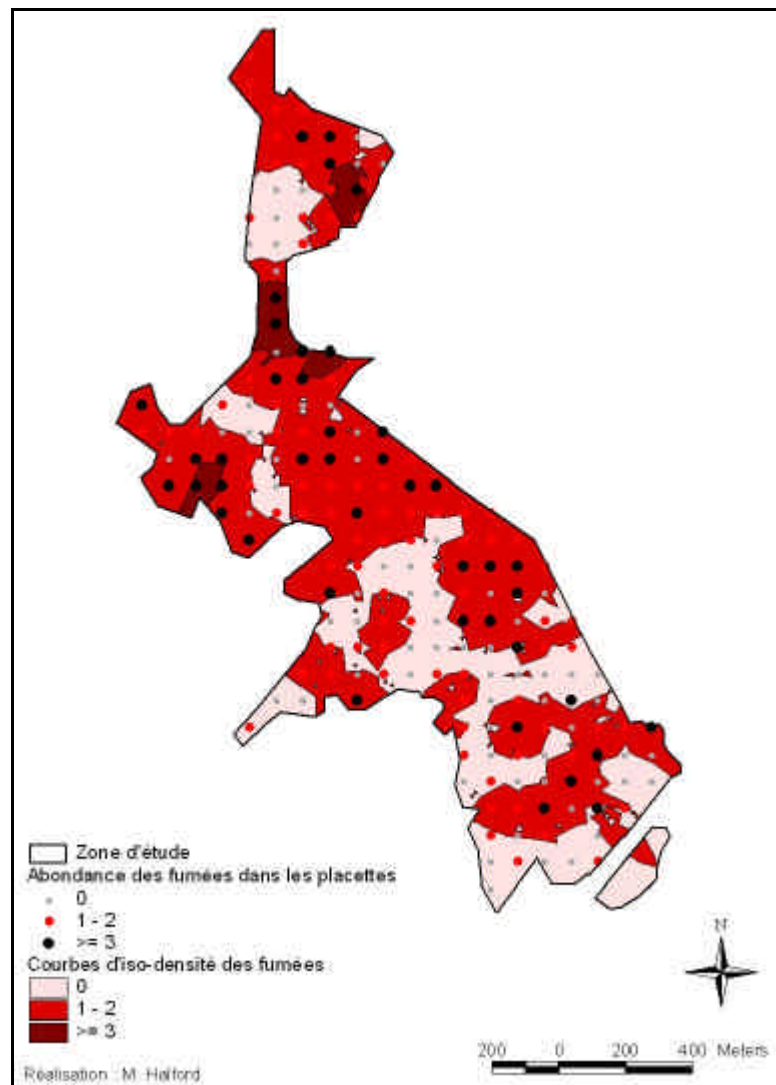 N
Zone d'étude
Abondance des fumées dans les placettes
0
1 - 2
>= 3
Courbes d'iso-densité des fumées
0
1 - 2
>= 3
200 0 200 400 Meters
Réalisation : M. Halford